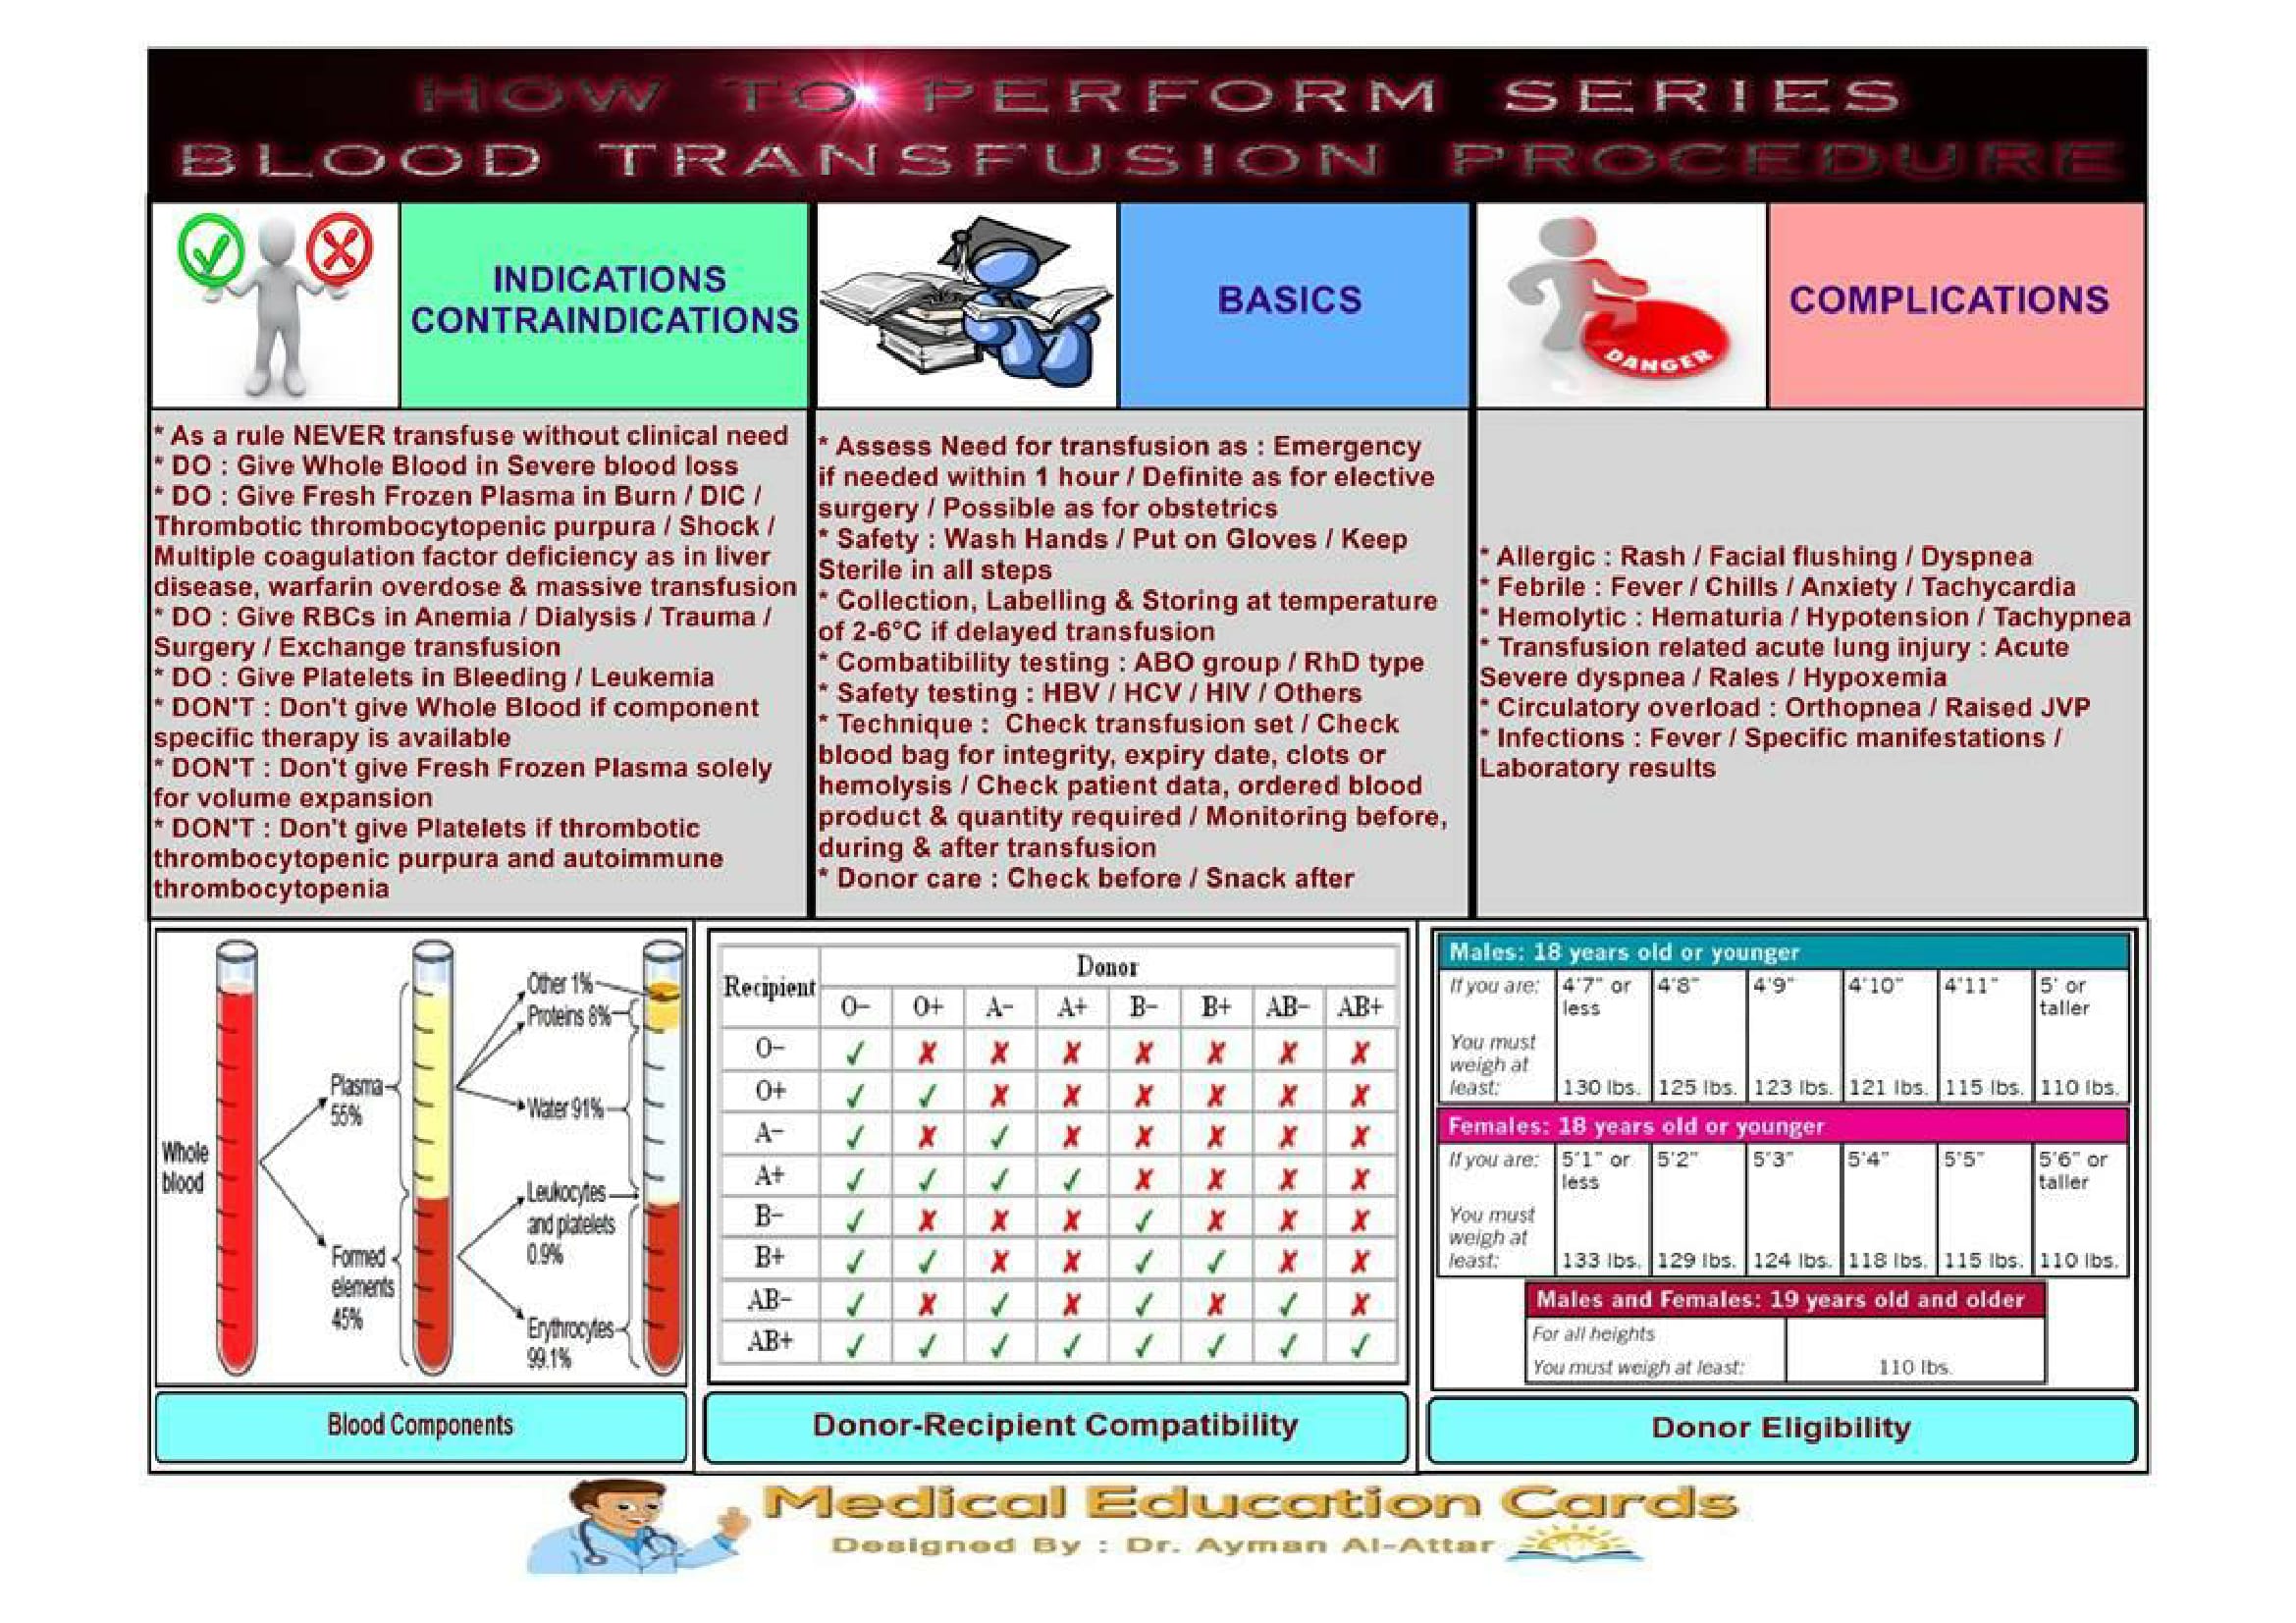 HOW TO PERFORM SERIES
BLOOD TRANSFUSION PROCEDURE
INDICATIONS
CONTRAINDICATIONS
* As a rule NEVER transfuse without clinical need
* DO : Give Whole Blood in Severe blood loss
* DO : Give Fresh Frozen Plasma in Burn / DIC /
Thrombotic thrombocytopenic purpura / Shock /
Multiple coagulation factor deficiency as in liver
disease, warfarin overdose & massive transfusion
* DO : Give RBCs in Anemia / Dialysis / Trauma /
Surgery / Exchange transfusion
* DO : Give Platelets in Bleeding / Leukemia
* DON'T : Don't give Whole Blood if component
specific therapy is available
* DON'T : Don't give Fresh Frozen Plasma solely
for volume expansion
* DON'T : Don't give Platelets if thrombotic
thrombocytopenic purpura and autoimmune
thrombocytopenia
BASICS
* Assess Need for transfusion as : Emergency
if needed within 1 hour / Definite as for elective
surgery / Possible as for obstetrics
* Safety : Wash Hands / Put on Gloves / Keep
Sterile in all steps
* Collection, Labelling & Storing at temperature
of 2-6°C if delayed transfusion
* Combatibility testing : ABO group / RhD type
* Safety testing : HBV / HCV / HIV / Others
* Technique : Check transfusion set / Check
blood bag for integrity, expiry date, clots or
hemolysis / Check patient data, ordered blood
product & quantity required / Monitoring before,
during & after transfusion
* Donor care : Check before / Snack after
DANGER
COMPLICATIONS
* Allergic : Rash / Facial flushing / Dyspnea
* Febrile : Fever / Chills / Anxiety / Tachycardia
* Hemolytic : Hematuria / Hypotension / Tachypnea
* Transfusion related acute lung injury : Acute
Severe dyspnea / Rales / Hypoxemia
* Circulatory overload : Orthopnea / Raised JVP
* Infections : Fever / Specific manifestations /
Laboratory results
Whole
blood
Plasma
55%
Formed
elements
45%
Other 1%
Proteins 8%
Water 91%
Leukocytes
and platelets
0.9%
Erythrocytes
99.1%
Blood Components
Donor
Recipient
O- O+ A- A+ B- B+ AB- AB+
O- ✓ ✗ ✗ ✗ ✗ ✗ ✗ ✗
O+ ✓ ✓ ✗ ✗ ✗ ✗ ✗ ✗
A- ✓ ✗ ✓ ✗ ✗ ✗ ✗ ✗
A+ ✓ ✓ ✓ ✓ ✗ ✗ ✗ ✗
B- ✓ ✗ ✗ ✗ ✓ ✗ ✗ ✗
B+ ✓ ✓ ✗ ✗ ✓ ✓ ✗ ✗
AB- ✓ ✗ ✓ ✗ ✓ ✗ ✓ ✗
AB+ ✓ ✓ ✓ ✓ ✓ ✓ ✓ ✓
Donor-Recipient Compatibility
Males: 18 years old or younger
If you are: 4'7" or 4'8" 4'9" 4'10" 4'11" 5' or
less taller
You must
weigh at
least: 130 lbs. 125 lbs. 123 lbs. 121 lbs. 115 lbs. 110 lbs.
Females: 18 years old or younger
If you are: 5'1" or 5'2" 5'3" 5'4" 5'5" 5'6" or
less taller
You must
weigh at
least: 133 lbs. 129 lbs. 124 lbs. 118 lbs. 115 lbs. 110 lbs.
Males and Females: 19 years old and older
For all heights
You must weigh at least: 110 lbs.
Donor Eligibility
Medical Education Cards
Designed By : Dr. Ayman Al-Attar